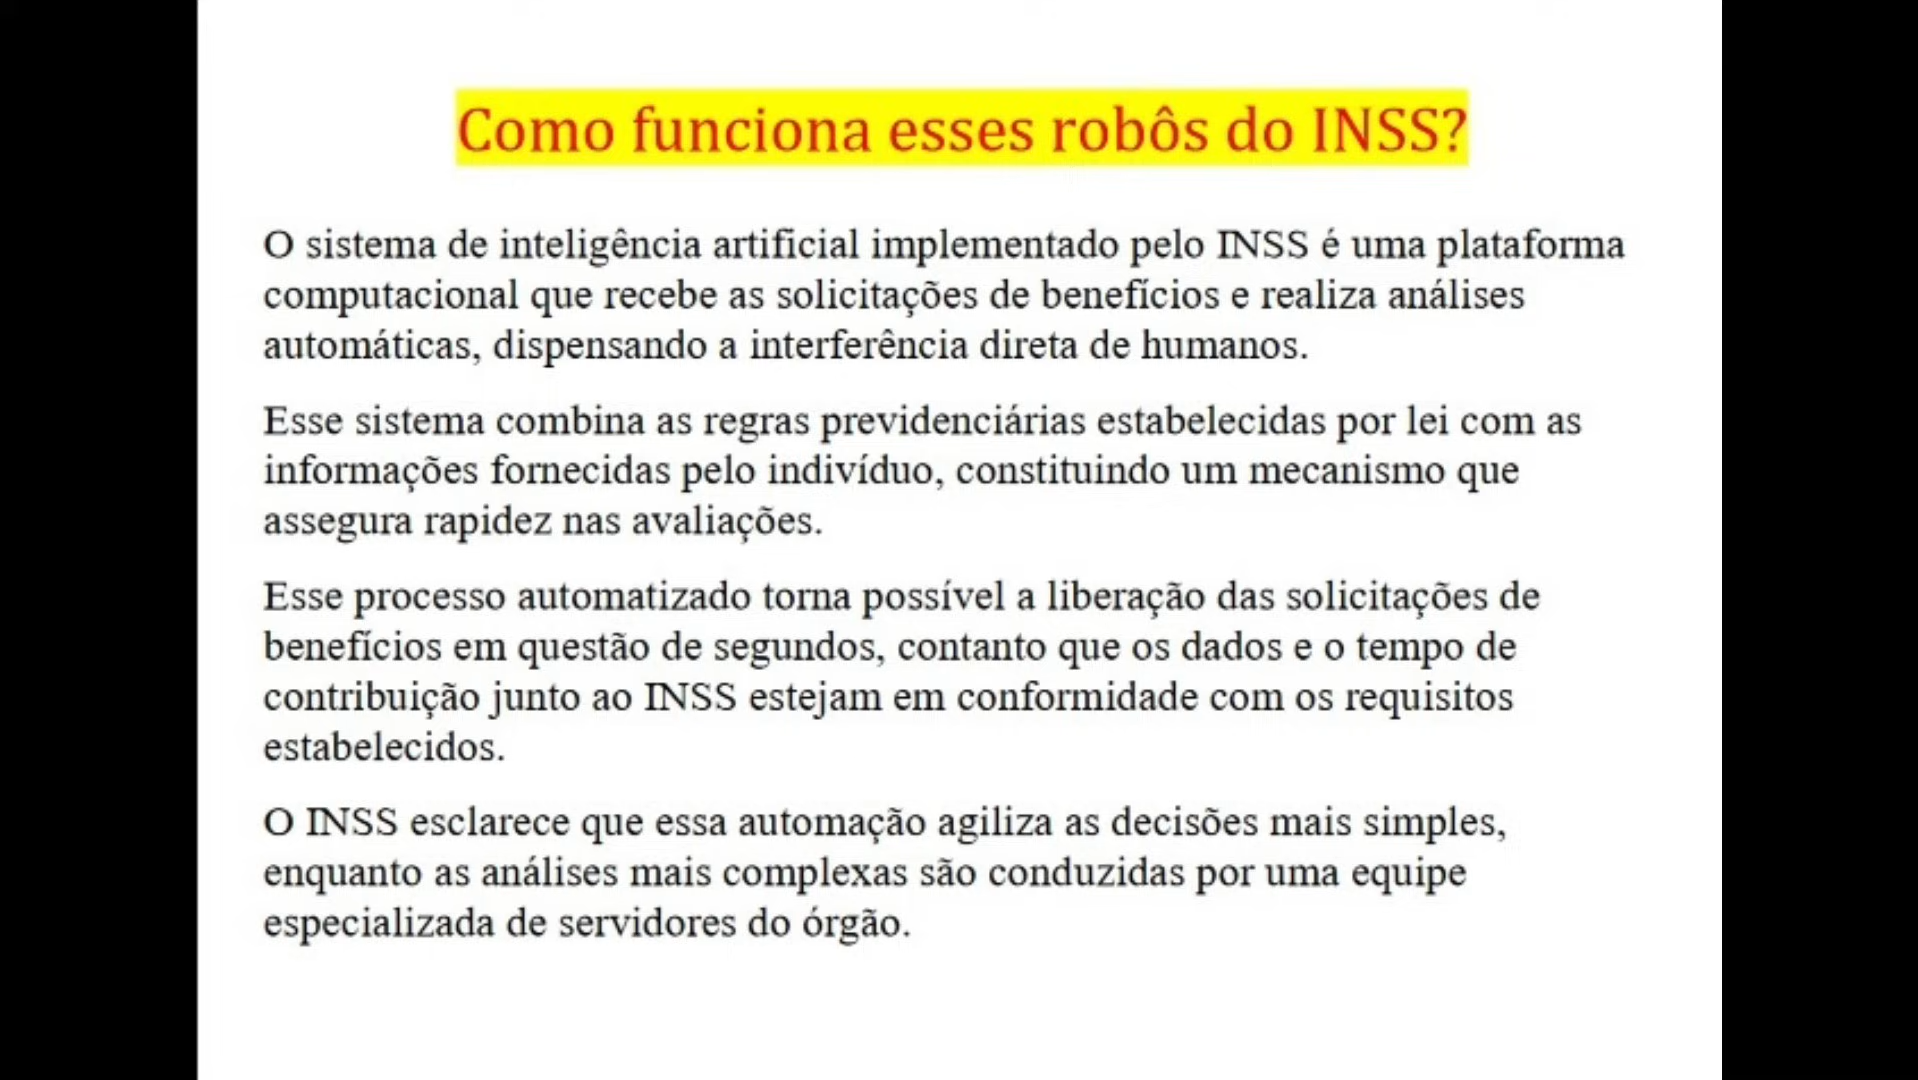 Como funciona esses robôs do INSS?
O sistema de inteligência artificial implementado pelo INSS é uma plataforma
computacional que recebe as solicitações de benefícios e realiza análises
automáticas, dispensando a interferência direta de humanos.
Esse sistema combina as regras previdenciárias estabelecidas por lei com as
informações fornecidas pelo indivíduo, constituindo um mecanismo que
assegura rapidez nas avaliações.
Esse processo automatizado torna possível a liberação das solicitações de
benefícios em questão de segundos, contanto que os dados e o tempo de
contribuição junto ao INSS estejam em conformidade com os requisitos
estabelecidos.
O INSS esclarece que essa automação agiliza as decisões mais simples,
enquanto as análises mais complexas são conduzidas por uma equipe
especializada de servidores do órgão.